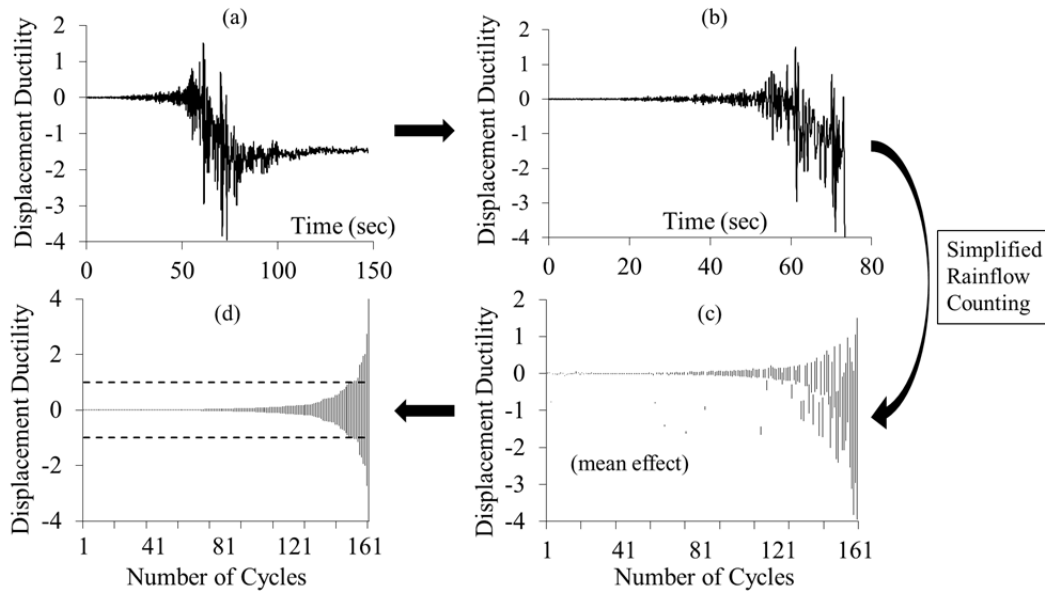 (a)
Displacement Ductility
2
1
0
-1
-2
-3
-4
Time (sec)
0 50 100 150
(b)
Displacement Ductility
2
1
0
-1
-2
-3
-4
Time (sec)
0 20 40 60 80
Simplified
Rainflow
Counting
(d)
Displacement Ductility
4
2
0
-2
-4
1 41 81 121 161
Number of Cycles
(c)
Displacement Ductility
2
1
0
-1
-2
-3
-4
(mean effect)
1 41 81 121 161
Number of Cycles